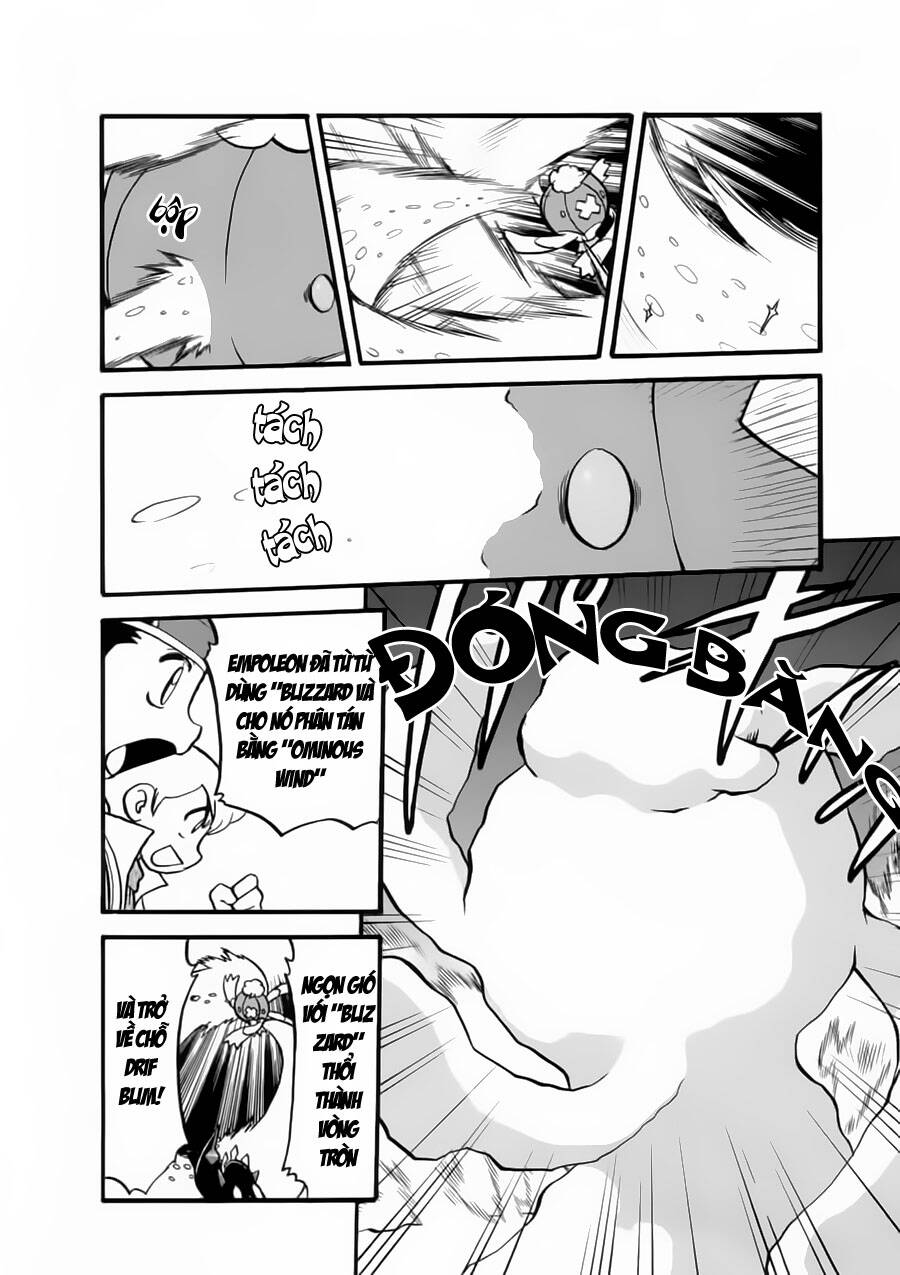 bộp
tách
tách
tách
ĐÓNG BĂNG
EMPOLEON ĐÃ TỪ TỪ
DÙNG "BLIZZARD VÀ
CHO NÓ PHÂN TÁN
BẰNG "OMINOUS
WIND"
NGỌN GIÓ
VỚI "BLIZ
ZARD"
THỔI
THÀNH
VÒNG
TRÒN
VÀ TRỞ
VỀ CHỖ
DRIF
BLIM!